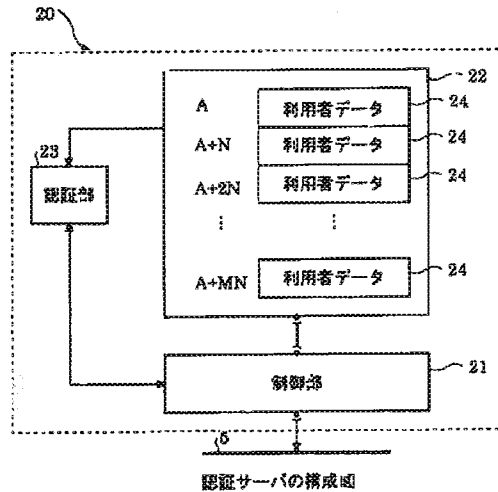 20
22
A 利用者データ 24
A+N 利用者データ 24
A+2N 利用者データ 24
⋮ ⋮
A+MN 利用者データ 24
23
認証部
制御部 21
5
認証サーバの構成図